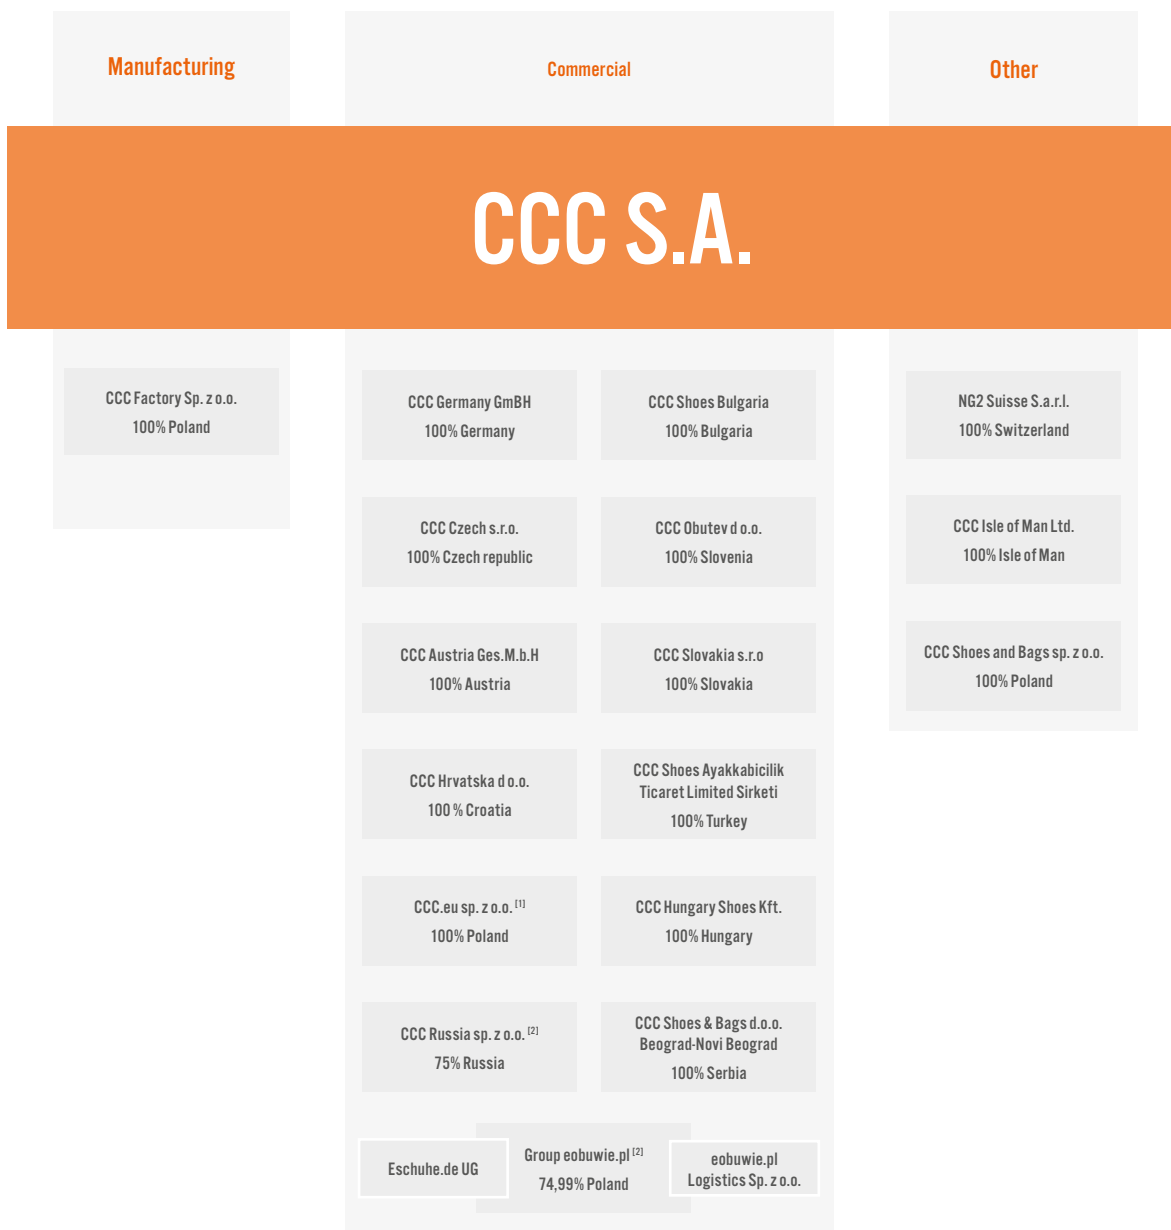 Manufacturing
Commercial
Other
CCC S.A.
CCC Factory Sp. z o.o.
100% Poland
CCC Germany GmBH
100% Germany
CCC Shoes Bulgaria
100% Bulgaria
NG2 Suisse S.a.r.l.
100% Switzerland
CCC Czech s.r.o.
100% Czech republic
CCC Obutev d o.o.
100% Slovenia
CCC Isle of Man Ltd.
100% Isle of Man
CCC Austria Ges.M.b.H
100% Austria
CCC Slovakia s.r.o
100% Slovakia
CCC Shoes and Bags sp. z o.o.
100% Poland
CCC Hrvatska d o.o.
100 % Croatia
CCC Shoes Ayakkabicilik
Ticaret Limited Sirketi
100% Turkey
CCC.eu sp. z o.o. [1]
100% Poland
CCC Hungary Shoes Kft.
100% Hungary
CCC Russia sp. z o.o. [2]
75% Russia
CCC Shoes & Bags d.o.o.
Beograd-Novi Beograd
100% Serbia
Eschuhe.de UG
Group eobuwie.pl [2]
74,99% Poland
eobuwie.pl
Logistics Sp. z o.o.